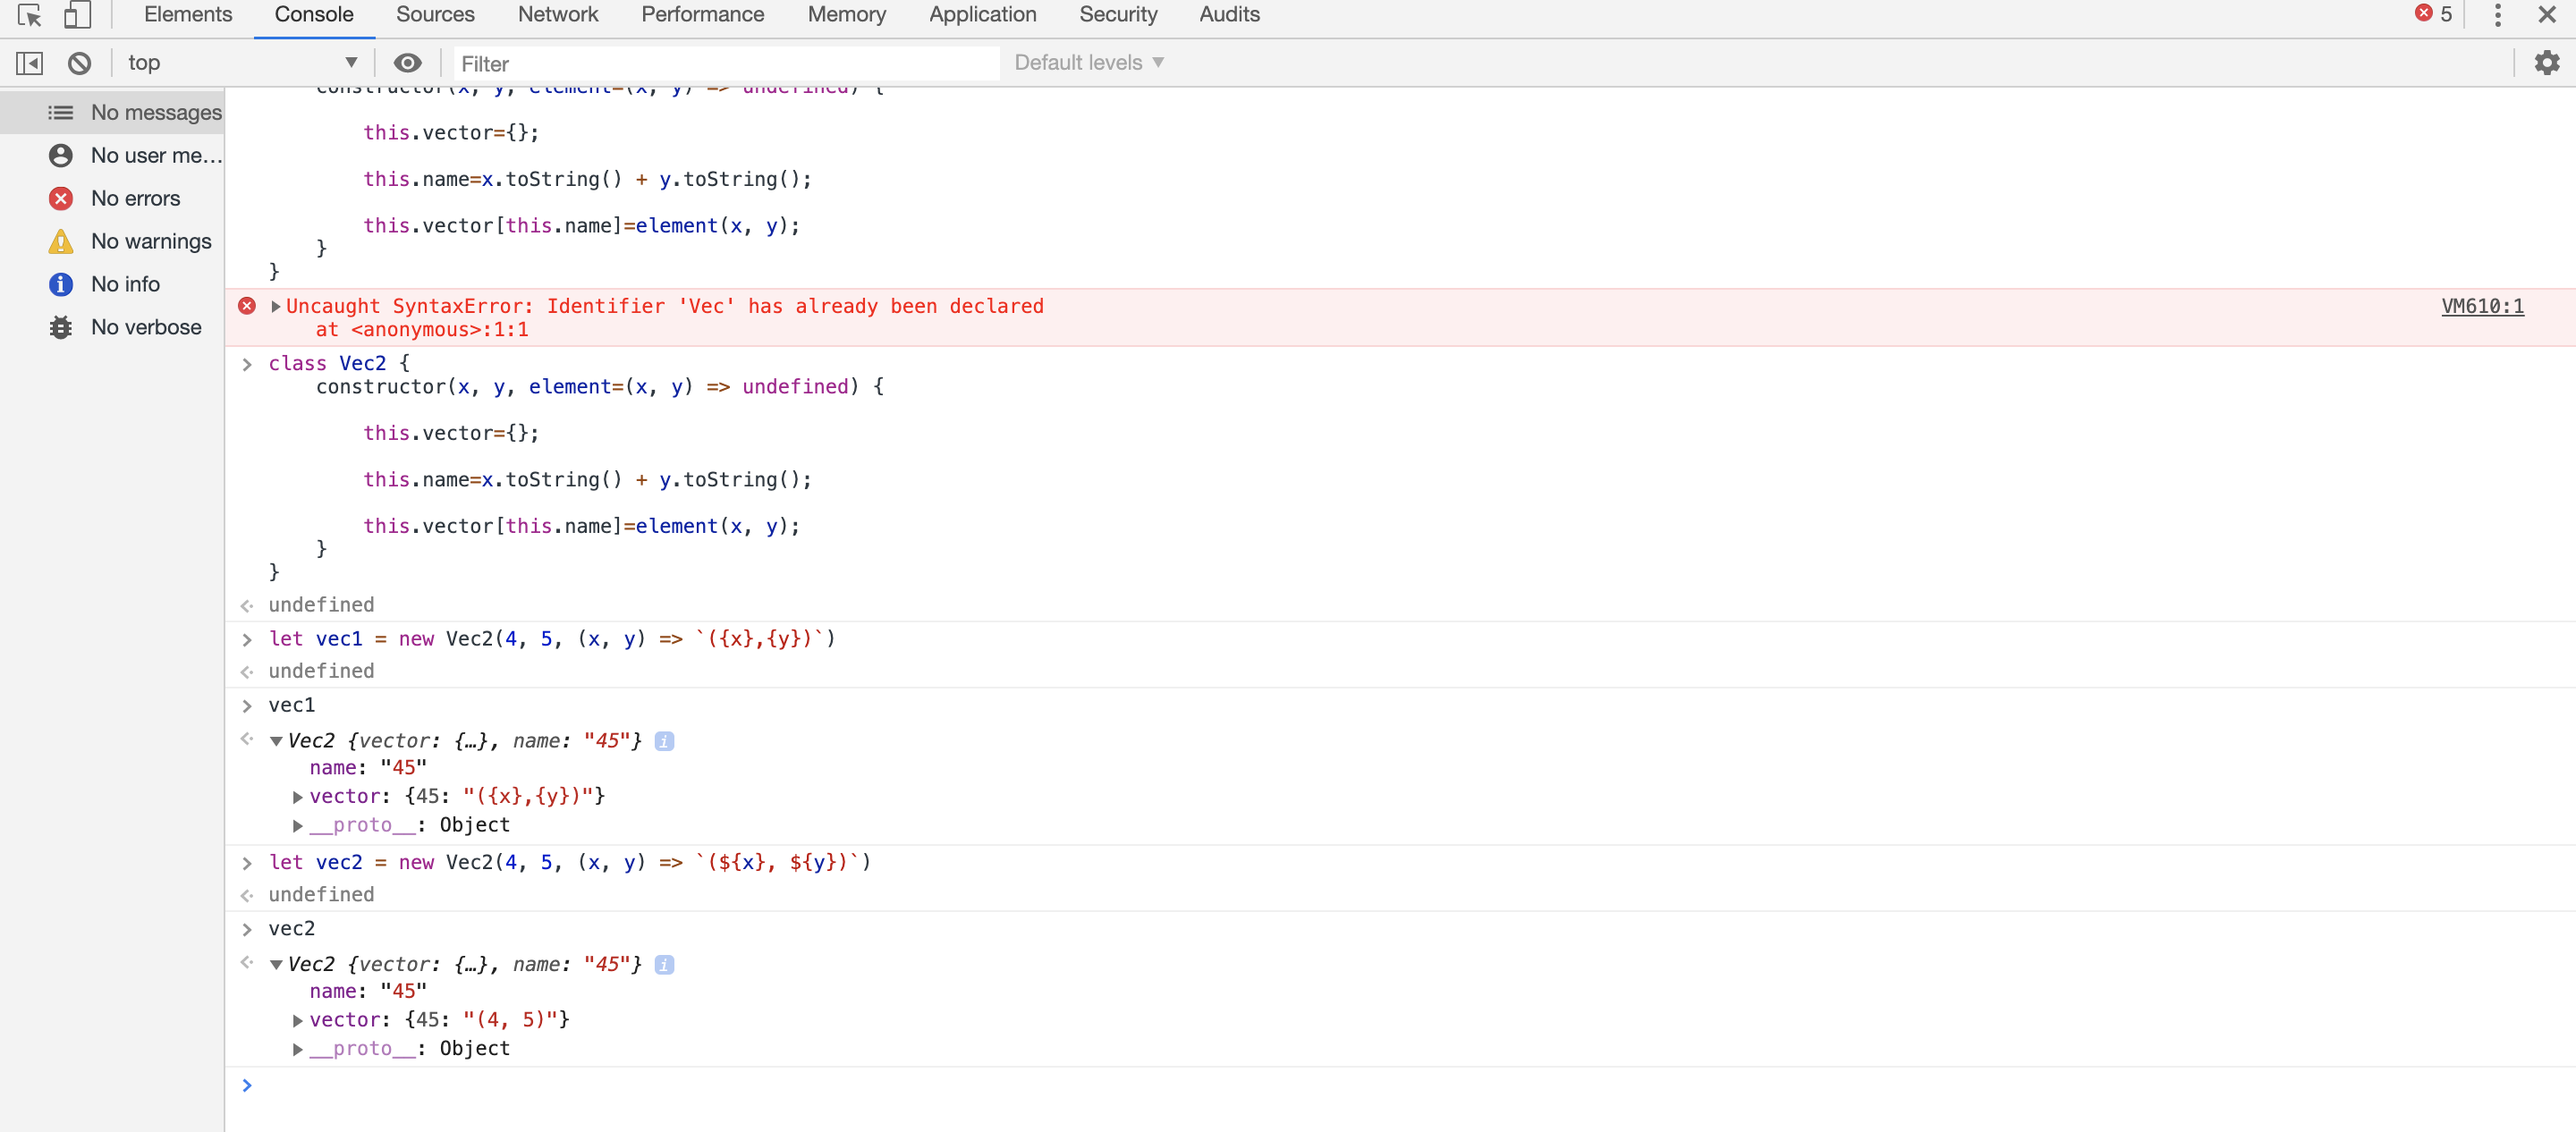 Elements Console Sources Network Performance Memory Application Security Audits 5
top Filter Default levels
No messages
No user me...
No errors
No warnings
No info
No verbose
constructor(x, y, element=(x, y) => undefined) {
this.vector={};
this.name=x.toString() + y.toString();
this.vector[this.name]=element(x, y);
}
}
Uncaught SyntaxError: Identifier 'Vec' has already been declared VM610:1
at <anonymous>:1:1
class Vec2 {
constructor(x, y, element=(x, y) => undefined) {
this.vector={};
this.name=x.toString() + y.toString();
this.vector[this.name]=element(x, y);
}
}
undefined
let vec1 = new Vec2(4, 5, (x, y) => `({x},{y})`)
undefined
vec1
Vec2 {vector: {…}, name: "45"}
name: "45"
vector: {45: "({x},{y})"}
__proto__: Object
let vec2 = new Vec2(4, 5, (x, y) => `(${x}, ${y})`)
undefined
vec2
Vec2 {vector: {…}, name: "45"}
name: "45"
vector: {45: "(4, 5)"}
__proto__: Object